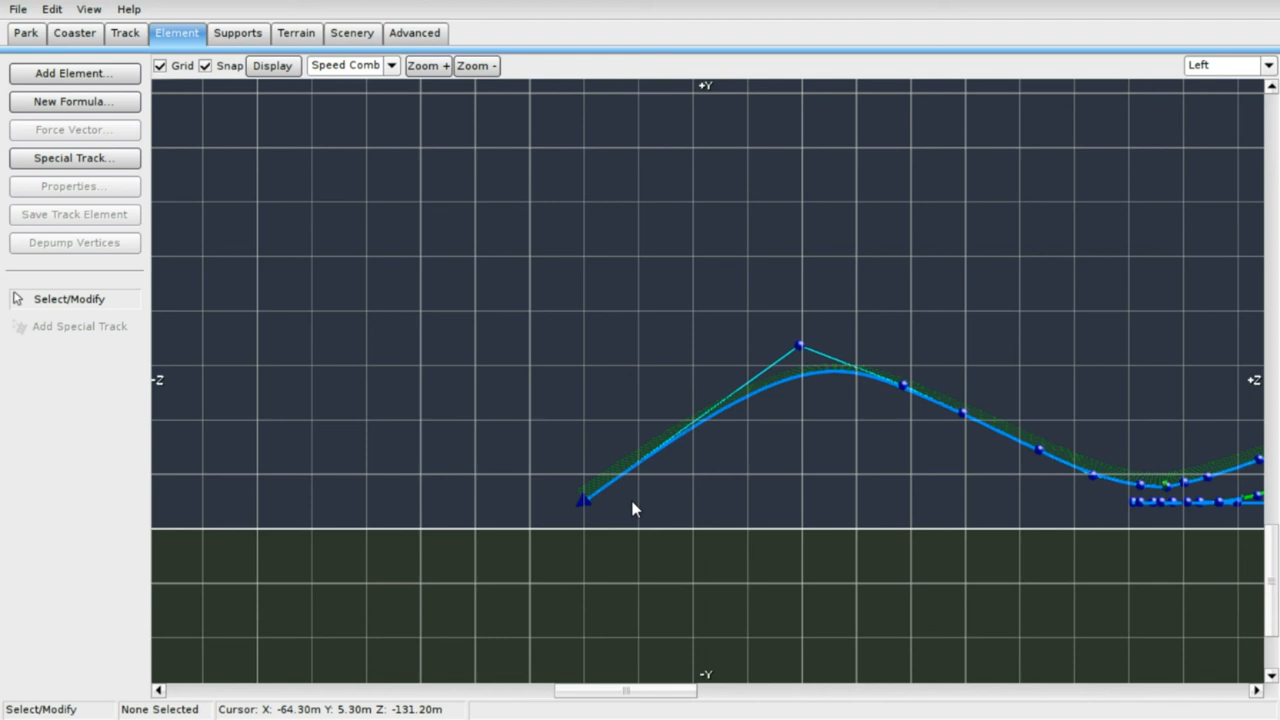 File Edit View Help
Park Coaster Track Element Supports Terrain Scenery Advanced
Add Element... Grid Snap Display Speed Comb Zoom + Zoom - Left
New Formula...
Force Vector...
Special Track...
Properties...
Save Track Element
Depump Vertices
Select/Modify
Add Special Track
+Y
-Z +Z
-Y
Select/Modify None Selected Cursor: X: -64.30m Y: 5.30m Z: -131.20m